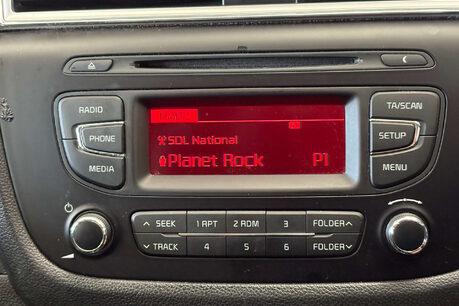 RADIO
PHONE
MEDIA
SDL National
Planet Rock P1
TA/SCAN
SETUP
MENU
SEEK 1 RPT 2 RDM 3 FOLDER
TRACK 4 5 6 FOLDER